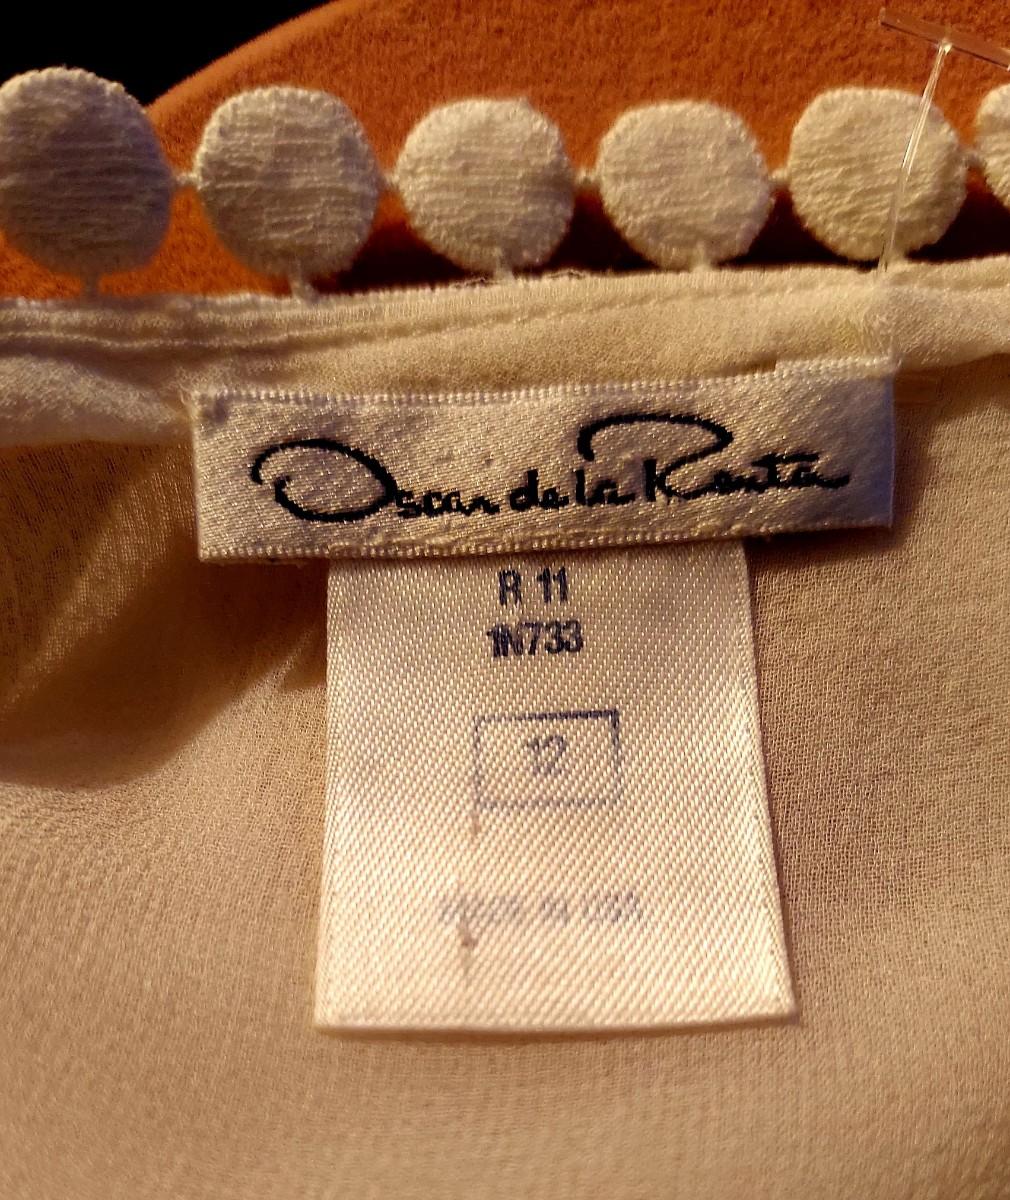 Oscar de la Renta
R 11
1N733
12
MADE IN USA